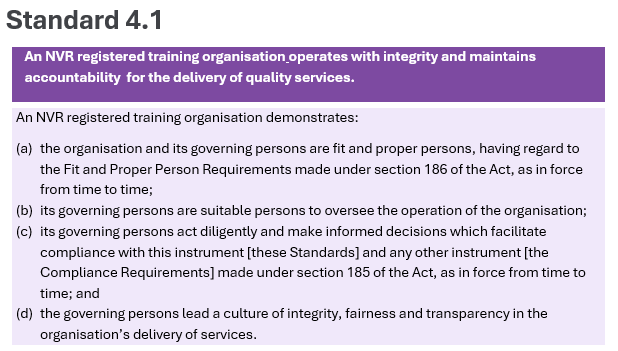 Standard 4.1
An NVR registered training organisation operates with integrity and maintains
accountability for the delivery of quality services.
An NVR registered training organisation demonstrates:
(a) the organisation and its governing persons are fit and proper persons, having regard to
the Fit and Proper Person Requirements made under section 186 of the Act, as in force
from time to time;
(b) its governing persons are suitable persons to oversee the operation of the organisation;
(c) its governing persons act diligently and make informed decisions which facilitate
compliance with this instrument [these Standards] and any other instrument [the
Compliance Requirements] made under section 185 of the Act, as in force from time to
time; and
(d) the governing persons lead a culture of integrity, fairness and transparency in the
organisation's delivery of services.